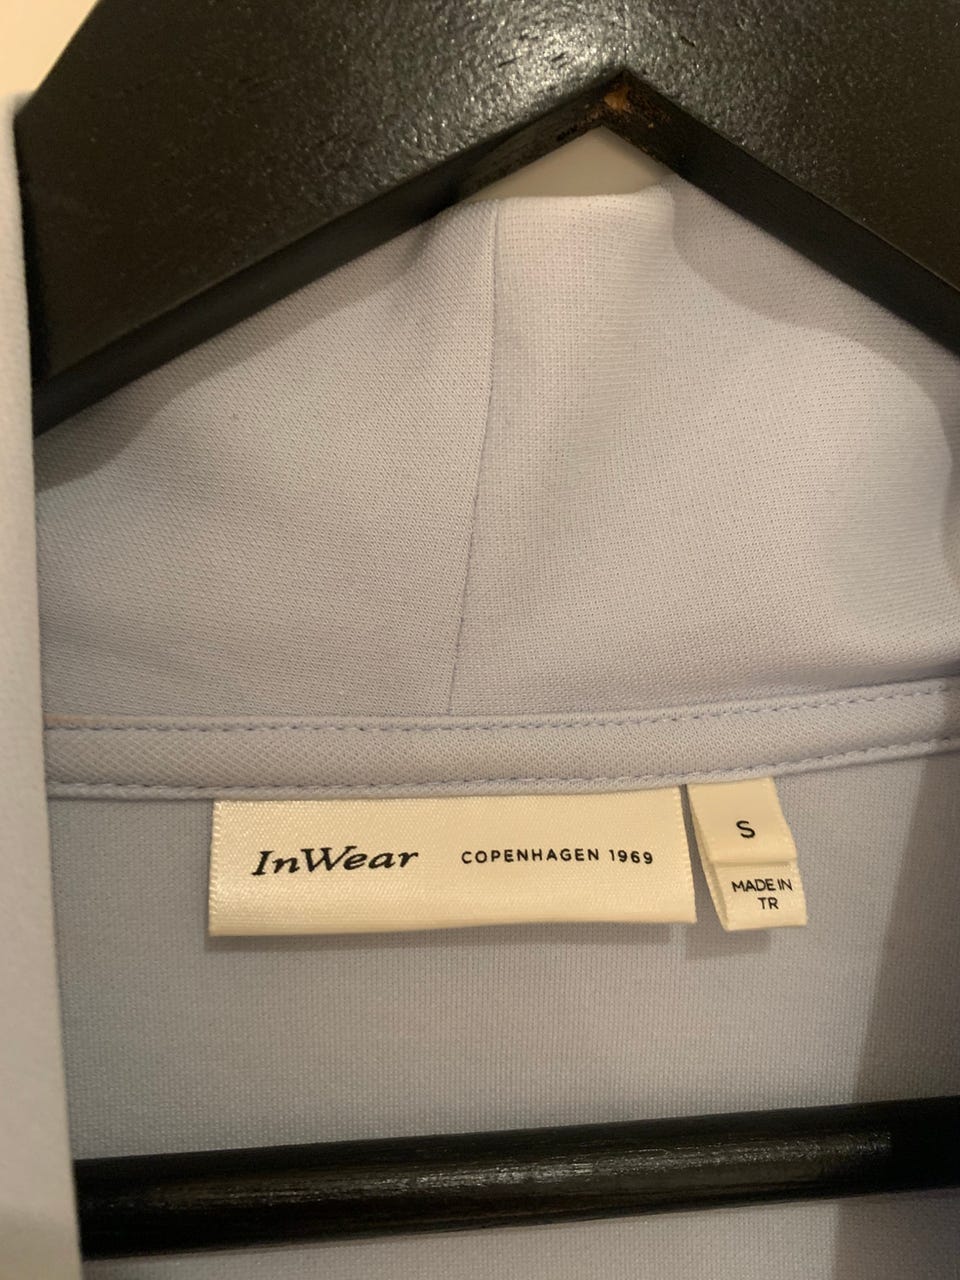 InWear COPENHAGEN 1969
S
MADE IN
TR